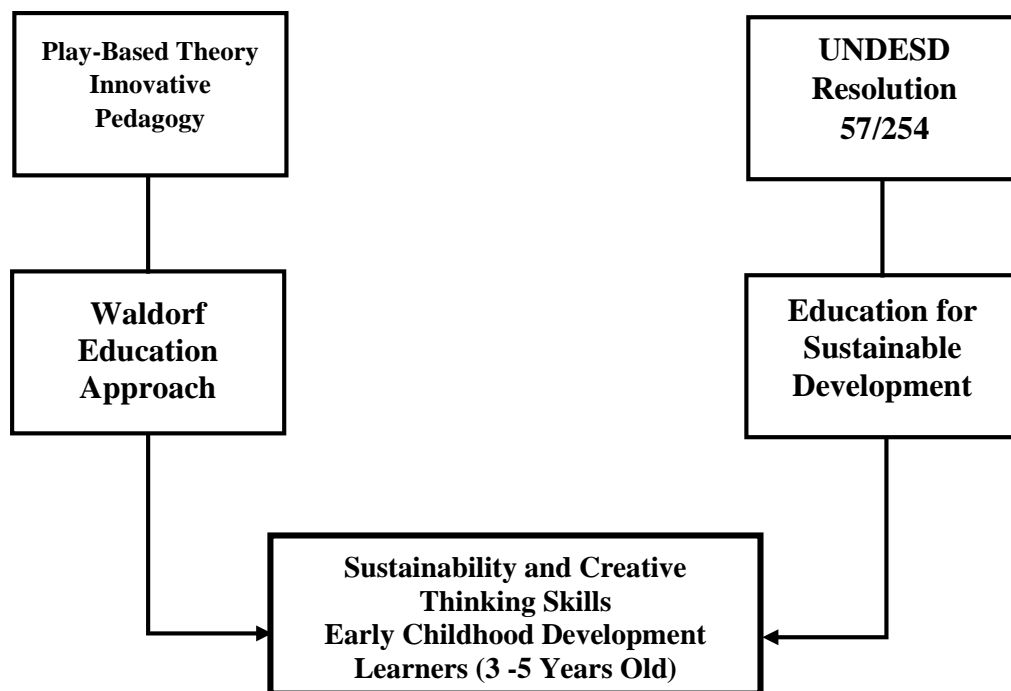 Play-Based Theory
Innovative
Pedagogy
UNDESD
Resolution
57/254
Waldorf
Education
Approach
Education for
Sustainable
Development
Sustainability and Creative
Thinking Skills
Early Childhood Development
Learners (3 -5 Years Old)